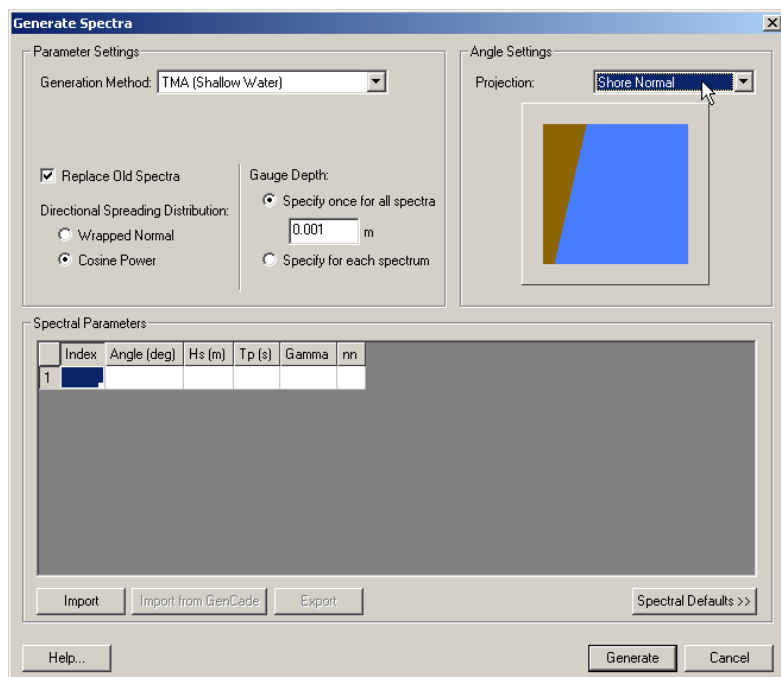 Generate Spectra
Parameter Settings
Generation Method: TMA (Shallow Water)
Replace Old Spectra
Directional Spreading Distribution:
Wrapped Normal
Cosine Power
Gauge Depth:
Specify once for all spectra
0.001 m
Specify for each spectrum
Angle Settings
Projection: Shore Normal
Spectral Parameters
Index Angle (deg) Hs (m) Tp (s) Gamma nn
1
Import Import from GenCade Export Spectral Defaults >>
Help... Generate Cancel